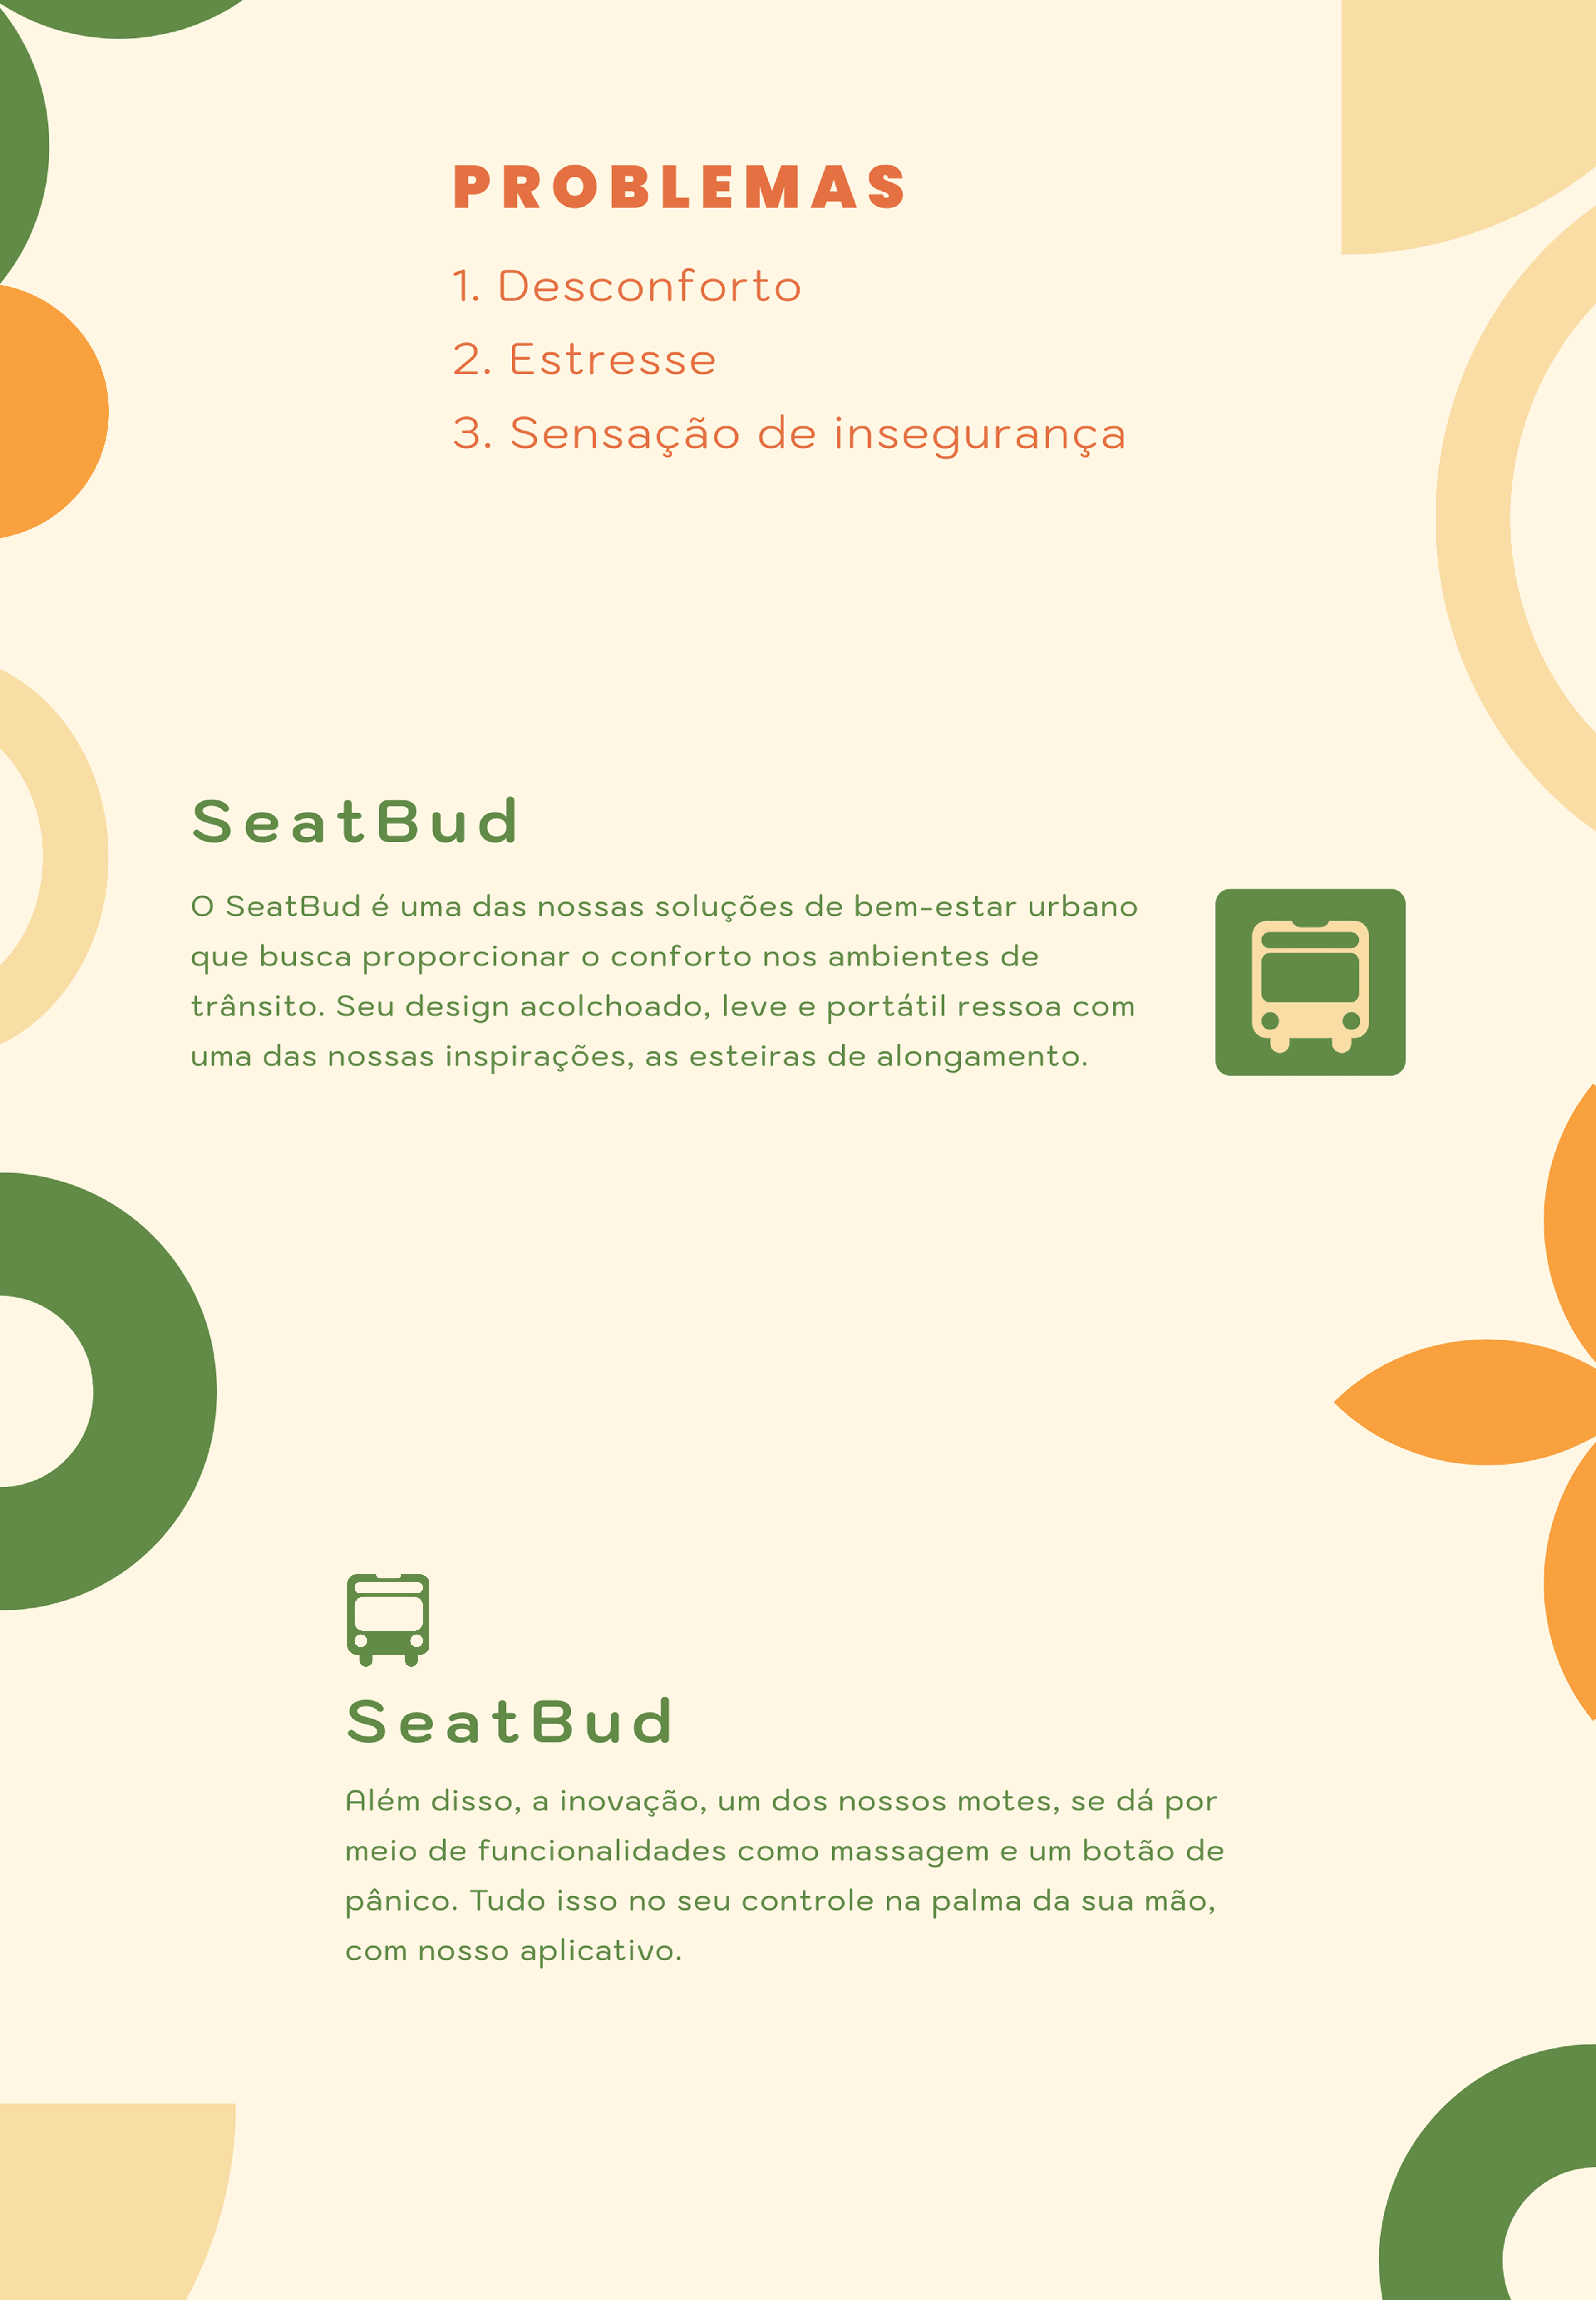 PROBLEMAS
1. Desconforto
2. Estresse
3. Sensação de insegurança
SeatBud
O SeatBud é uma das nossas soluções de bem-estar urbano
que busca proporcionar o conforto nos ambientes de
trânsito. Seu design acolchoado, leve e portátil ressoa com
uma das nossas inspirações, as esteiras de alongamento.
SeatBud
Além disso, a inovação, um dos nossos motes, se dá por
meio de funcionalidades como massagem e um botão de
pânico. Tudo isso no seu controle na palma da sua mão,
com nosso aplicativo.